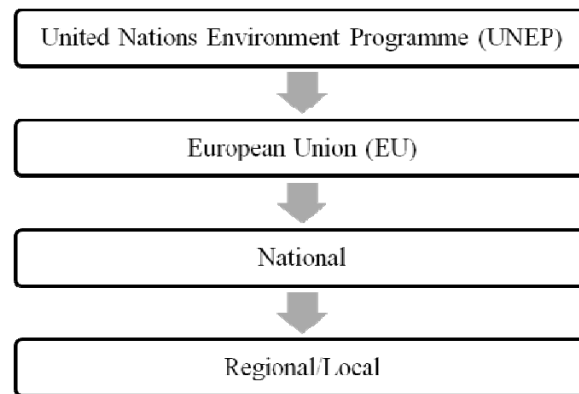 United Nations Environment Programme (UNEP)
European Union (EU)
National
Regional/Local